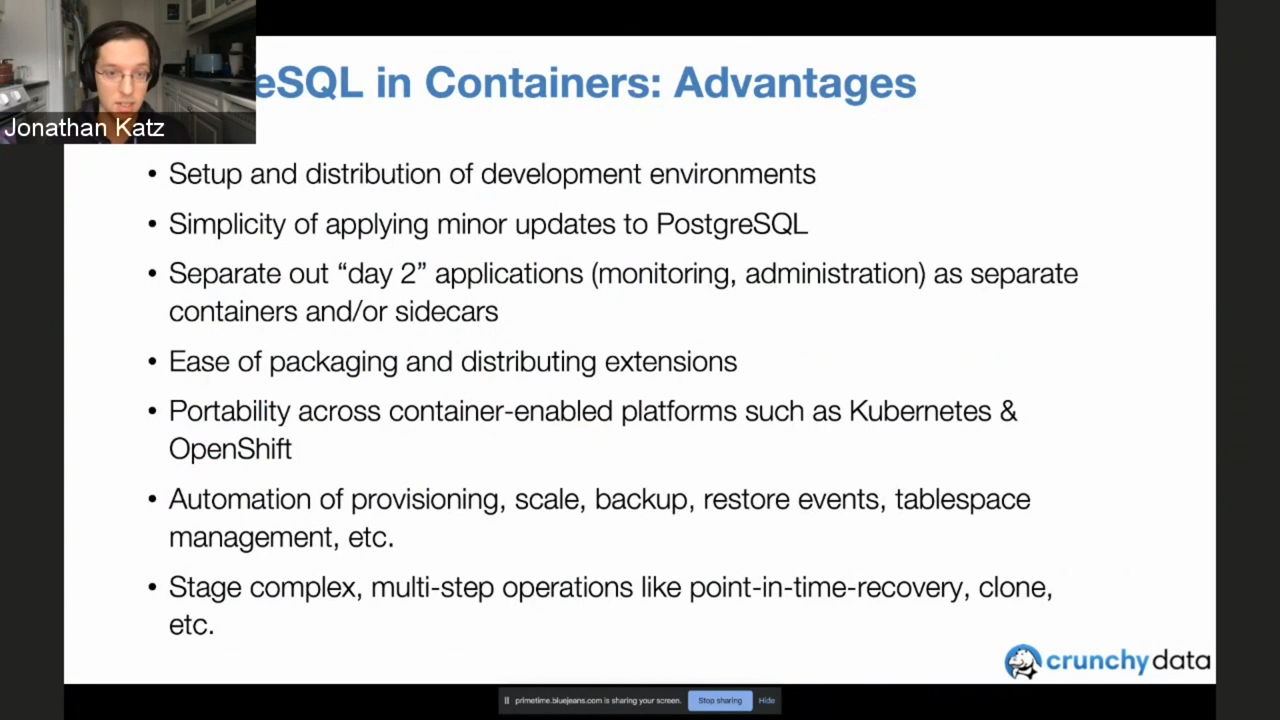 eSQL in Containers: Advantages
Jonathan Katz
• Setup and distribution of development environments
• Simplicity of applying minor updates to PostgreSQL
• Separate out “day 2” applications (monitoring, administration) as separate
containers and/or sidecars
• Ease of packaging and distributing extensions
• Portability across container-enabled platforms such as Kubernetes &
OpenShift
• Automation of provisioning, scale, backup, restore events, tablespace
management, etc.
• Stage complex, multi-step operations like point-in-time-recovery, clone,
etc.
crunchydata
primetime.bluejeans.com is sharing your screen. Stop sharing Hide